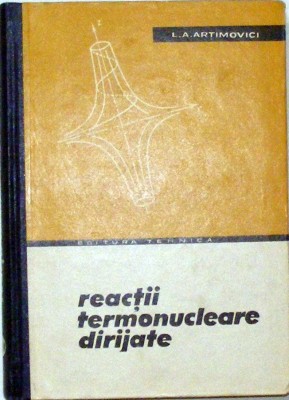 L.A.ARTIMOVICI
z
EDITURA TEHNICA
reacții
termonucleare
dirijate